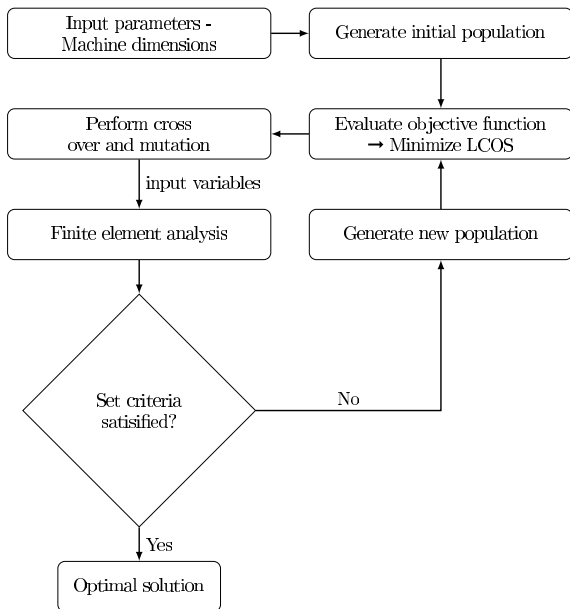 Input parameters -
Machine dimensions
Generate initial population
Perform cross
over and mutation
Evaluate objective function
→ Minimize LCOS
input variables
Finite element analysis
Generate new population
Set criteria
satisified?
No
Yes
Optimal solution